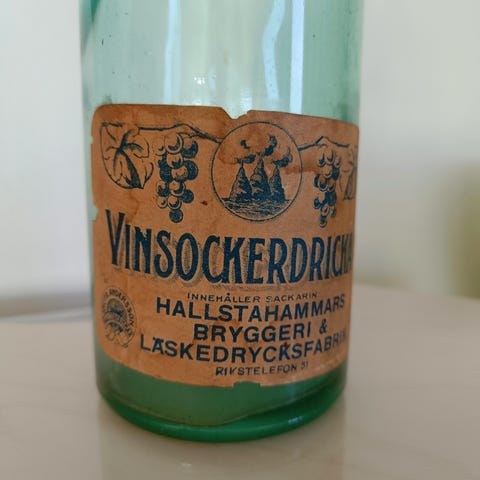 VINSOCKERDRICKA
INNEHÅLLER SACKARIN
HALLSTAHAMMARS
BRYGGERI &
LÄSKEDRYCKSFABRIK
RIKSTELEFON 51